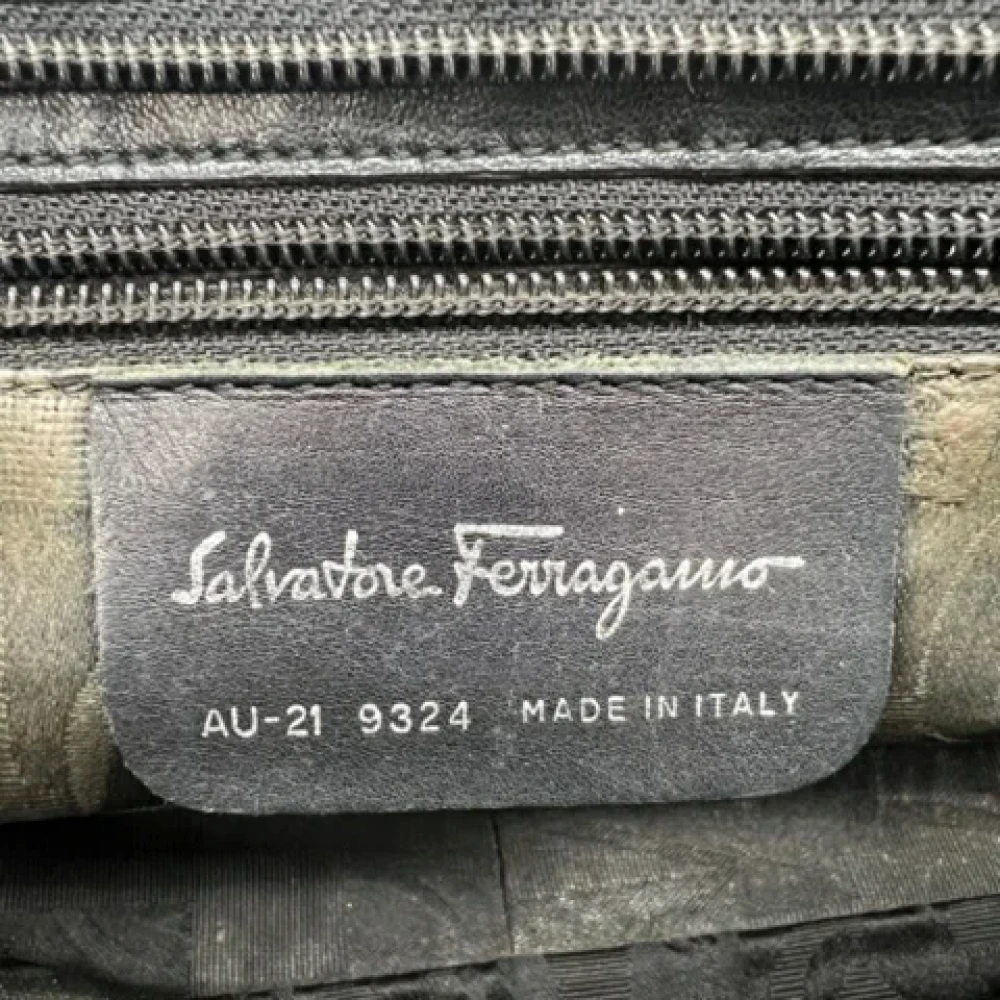 Salvatore Ferragamo
AU-21 9324 MADE IN ITALY